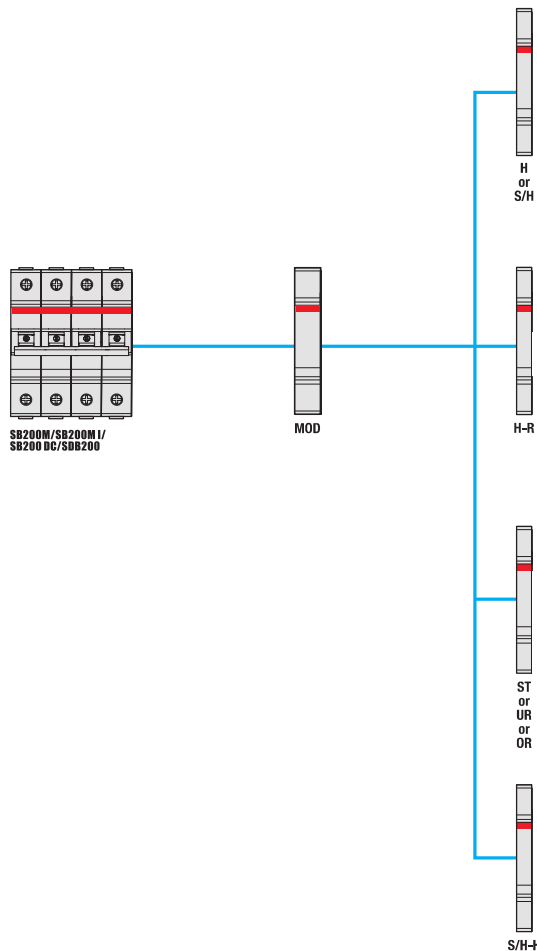 H
or
S/H
SB200M/SB200M I/
SB200 DC/SDB200
MOD
H-R
ST
or
UR
or
OR